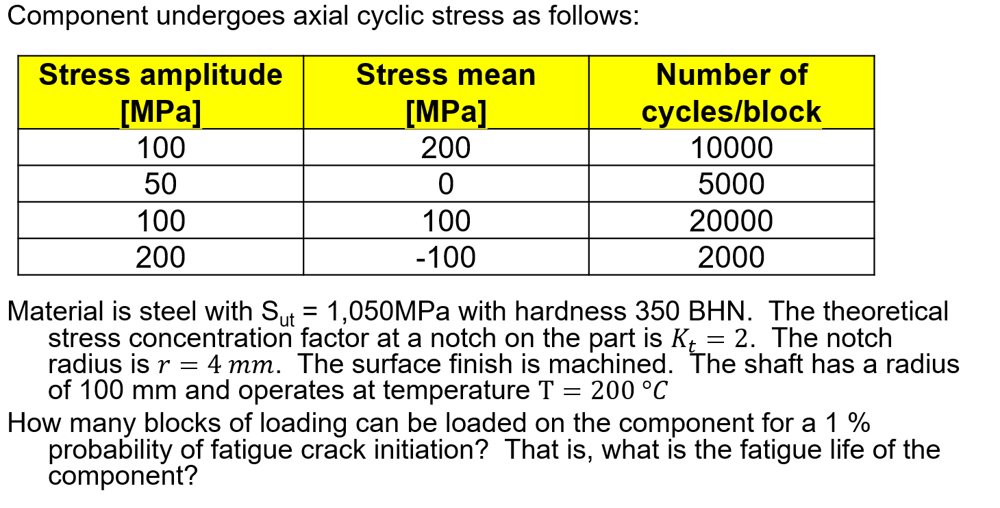 Component undergoes axial cyclic stress as follows:
Stress amplitude [MPa] Stress mean [MPa] Number of cycles/block
100 200 10000
50 0 5000
100 100 20000
200 -100 2000
Material is steel with Sut = 1,050MPa with hardness 350 BHN. The theoretical
stress concentration factor at a notch on the part is Kt = 2. The notch
radius is r = 4 mm. The surface finish is machined. The shaft has a radius
of 100 mm and operates at temperature T = 200 °C
How many blocks of loading can be loaded on the component for a 1 %
probability of fatigue crack initiation? That is, what is the fatigue life of the
component?